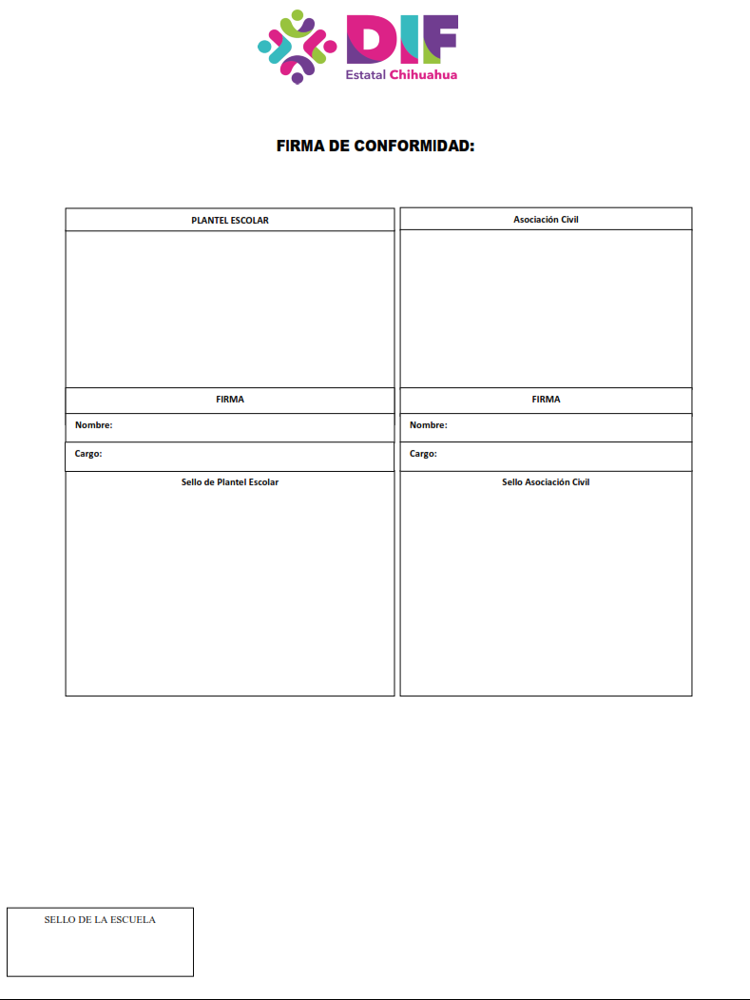 DIF
Estatal Chihuahua
FIRMA DE CONFORMIDAD:
PLANTEL ESCOLAR
Asociación Civil
FIRMA
FIRMA
Nombre:
Nombre:
Cargo:
Cargo:
Sello de Plantel Escolar
Sello Asociación Civil
SELLO DE LA ESCUELA